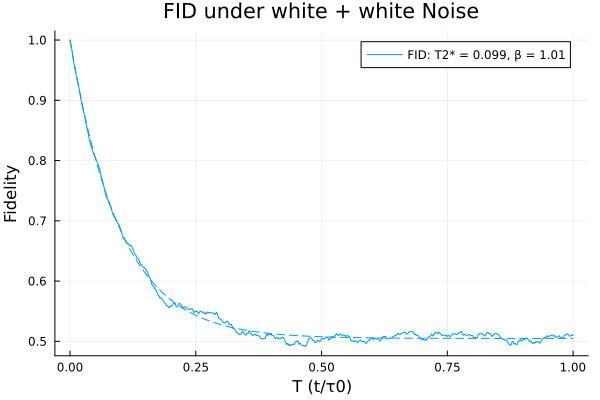 FID under white + white Noise
FID: T2* = 0.099, β = 1.01
Fidelity
1.0
0.9
0.8
0.7
0.6
0.5
0.00
0.25
0.50
0.75
1.00
T (t/τ0)